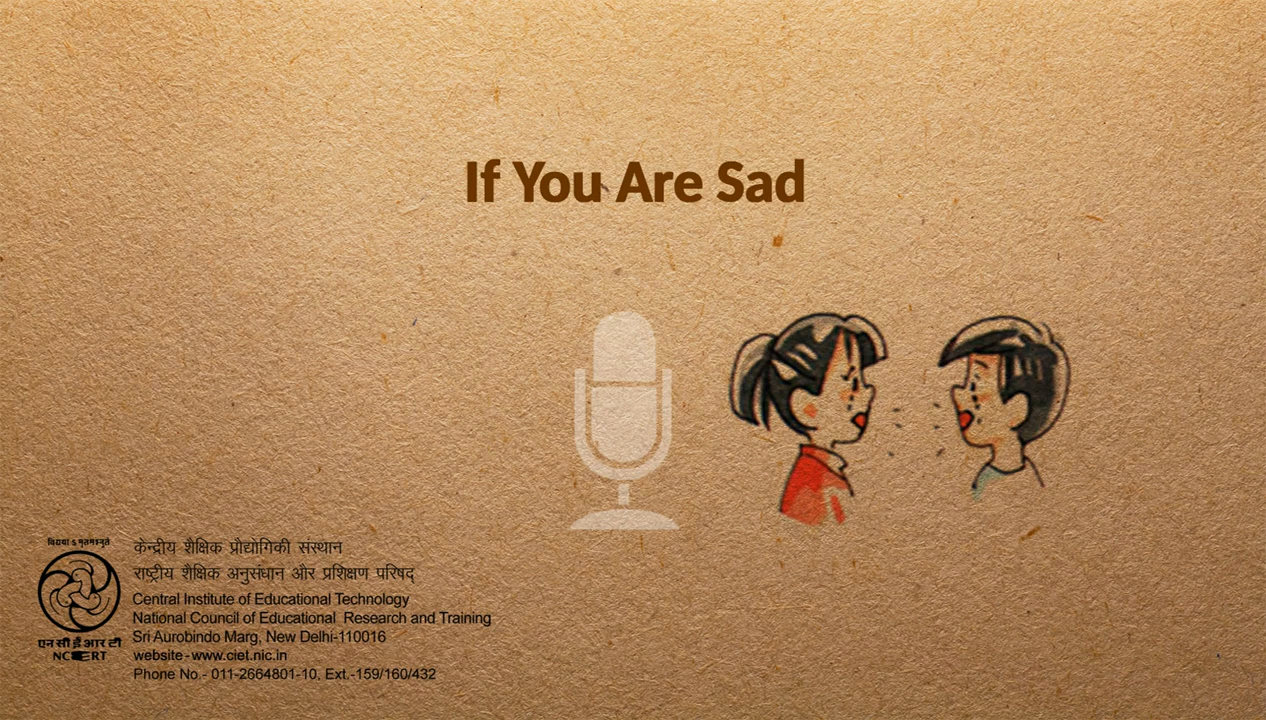 If You Are Sad
विद्यया ऽ मृतमश्नुते
एन सी ई आर टी
NCERT
केन्द्रीय शैक्षिक प्रौद्योगिकी संस्थान
राष्ट्रीय शैक्षिक अनुसंधान और प्रशिक्षण परिषद्
Central Institute of Educational Technology
National Council of Educational Research and Training
Sri Aurobindo Marg, New Delhi-110016
website-www.ciet.nic.in
Phone No.- 011-2664801-10, Ext.-159/160/432